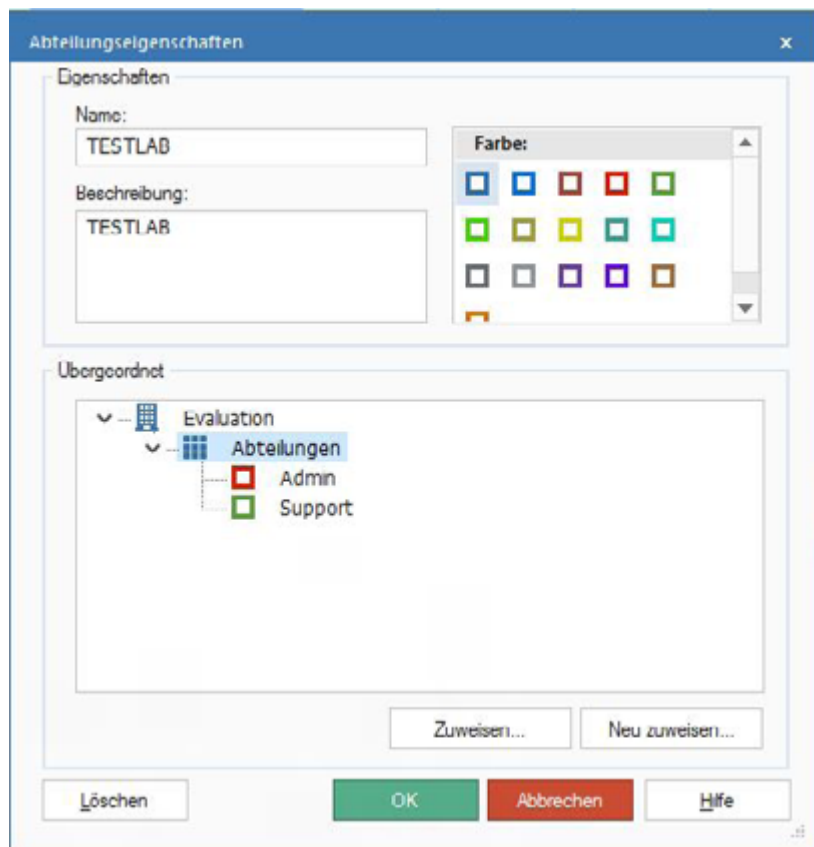 Abteilungseigenschaften
x
Eigenschaften
Name:
TESTLAB
Farbe:
Beschreibung:
TESTLAB
Übergeordnet
Evaluation
Abteilungen
Admin
Support
Zuweisen...
Neu zuweisen...
Löschen
OK
Abbrechen
Hilfe